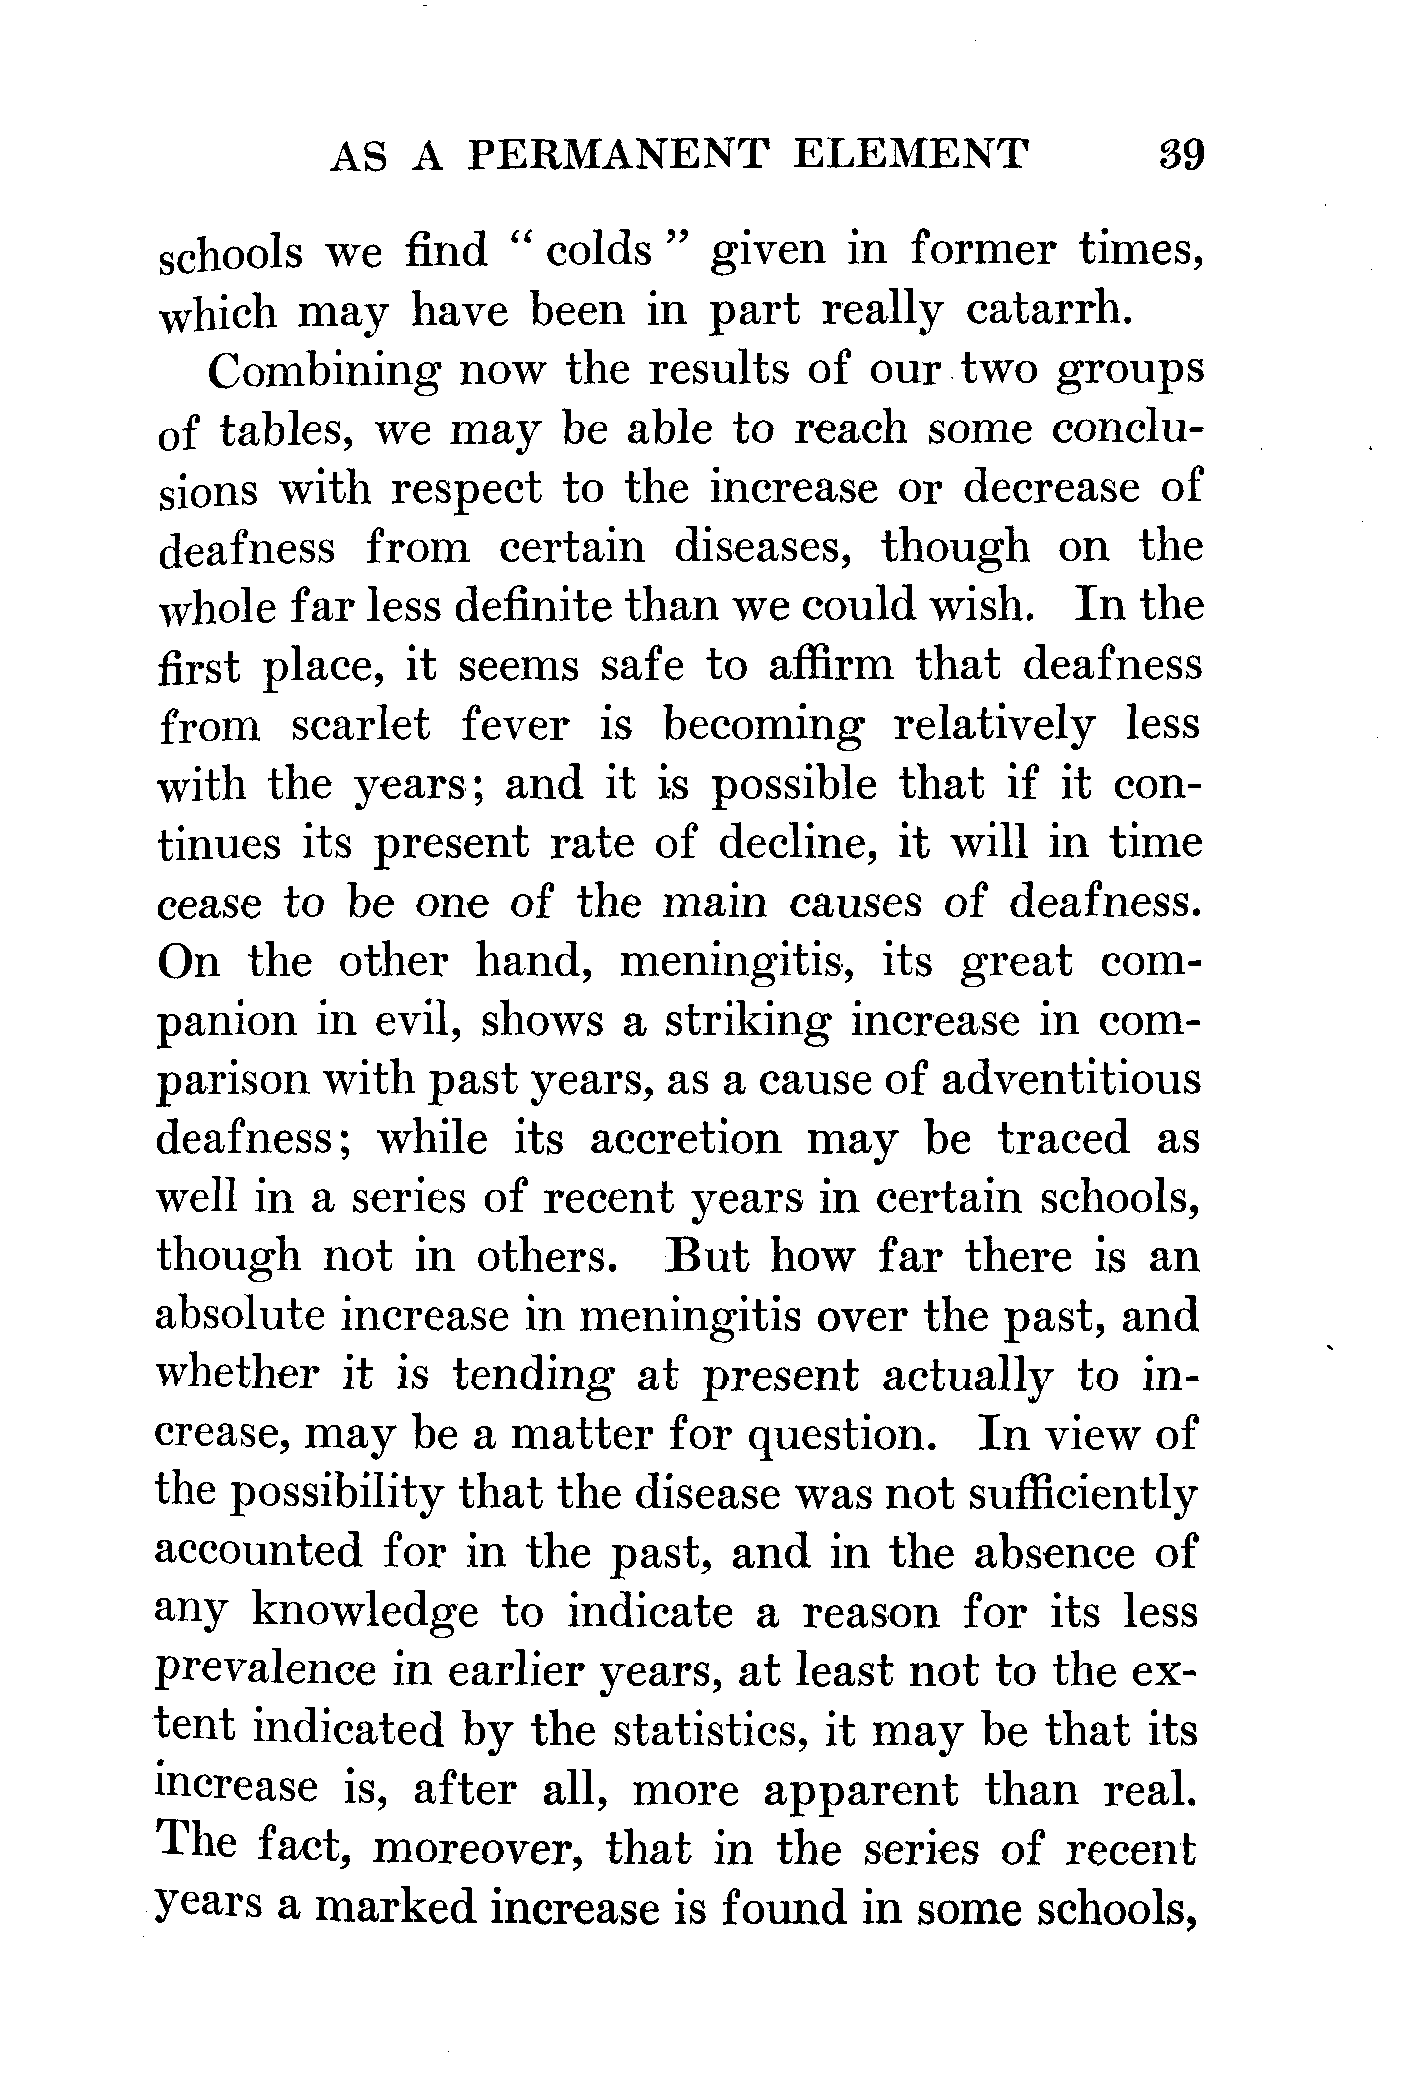 AS A PERMANENT ELEMENT 39
schools we find " colds " given in former times,
which may have been in part really catarrh.
Combining now the results of our two groups
of tables, we may be able to reach some conclu-
sions with respect to the increase or decrease of
deafness from certain diseases, though on the
whole far less definite than we could wish. In the
first place, it seems safe to affirm that deafness
from scarlet fever is becoming relatively less
with the years; and it is possible that if it con-
tinues its present rate of decline, it will in time
cease to be one of the main causes of deafness.
On the other hand, meningitis, its great com-
panion in evil, shows a striking increase in com-
parison with past years, as a cause of adventitious
deafness; while its accretion may be traced as
well in a series of recent years in certain schools,
though not in others. But how far there is an
absolute increase in meningitis over the past, and
whether it is tending at present actually to in-
crease, may be a matter for question. In view of
the possibility that the disease was not sufficiently
accounted for in the past, and in the absence of
any knowledge to indicate a reason for its less
prevalence in earlier years, at least not to the ex-
tent indicated by the statistics, it may be that its
increase is, after all, more apparent than real.
The fact, moreover, that in the series of recent
years a marked increase is found in some schools,